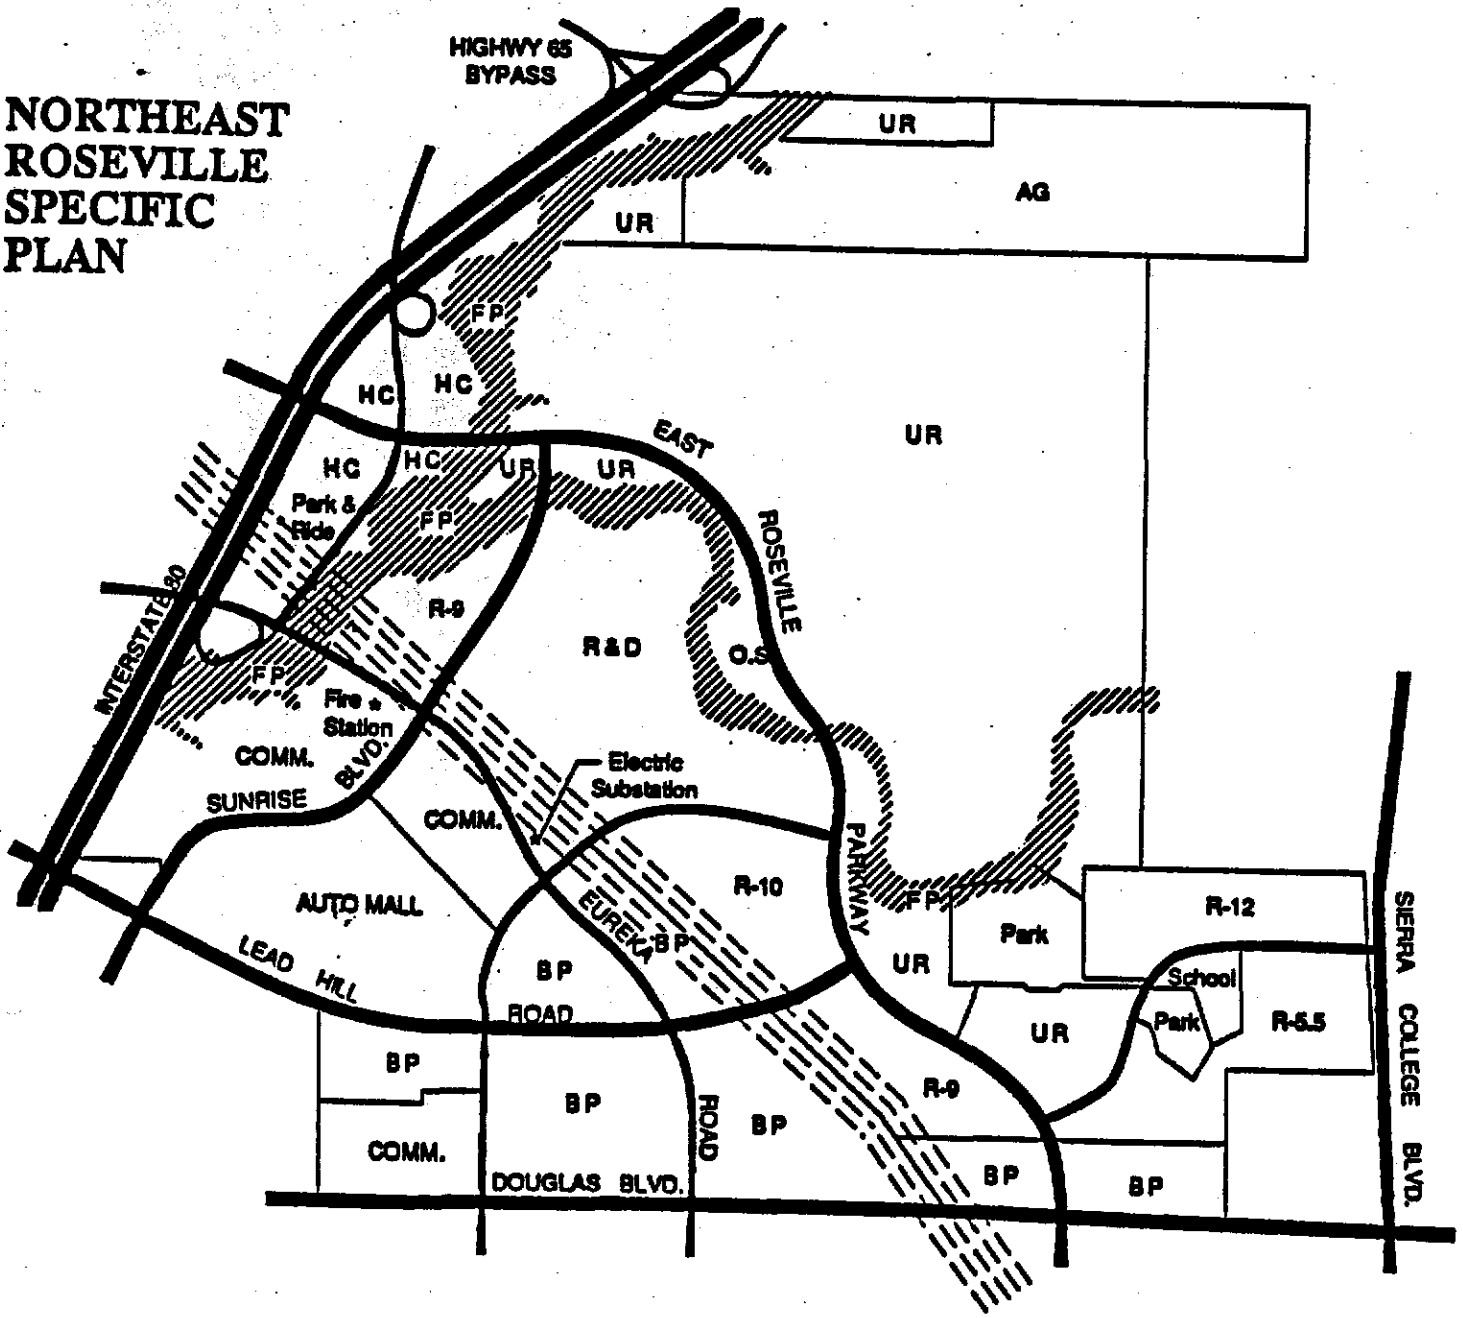 HIGHWY 65
BYPASS
NORTHEAST
ROSEVILLE
SPECIFIC
PLAN
UR
AG
UR
FP
HC
HC
EAST
UR
HC
HC
UR
UR
Park &
Ride
FP
ROSEVILLE
INTERSTATE 80
R-9
R & D
O.S
FP
Fire *
Station
COMM.
BLVD.
Electric
Substation
SUNRISE
COMM.
PARKWAY
R-10
AUTO MALL
EUREKA
FP
R-12
SIERRA COLLEGE BLVD.
Park
BP
LEAD HILL ROAD
BP
UR
School
Park
R-5.5
UR
BP
R-9
BP
ROAD
BP
COMM.
DOUGLAS BLVD.
BP
BP